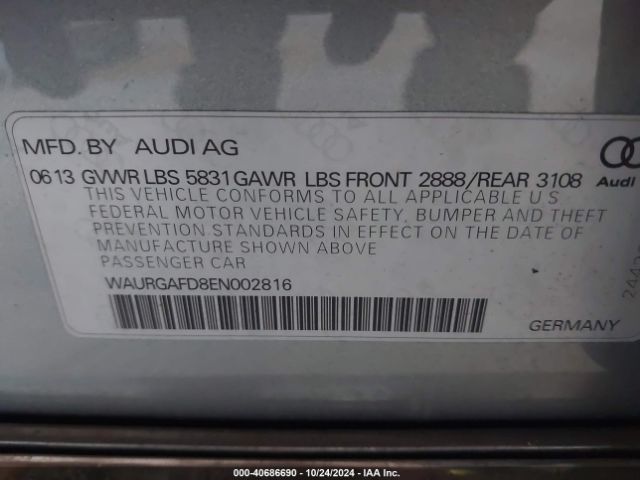 MFD. BY AUDI AG
0613 GVWR LBS 5831 GAWR LBS FRONT 2888/REAR 3108
Audi
THIS VEHICLE CONFORMS TO ALL APPLICABLE U S
FEDERAL MOTOR VEHICLE SAFETY, BUMPER AND THEFT
PREVENTION STANDARDS IN EFFECT ON THE DATE OF
MANUFACTURE SHOWN ABOVE
PASSENGER CAR
WAURGAFD8EN002816
GERMANY
000-40686690 - 10/24/2024 - IAA Inc.